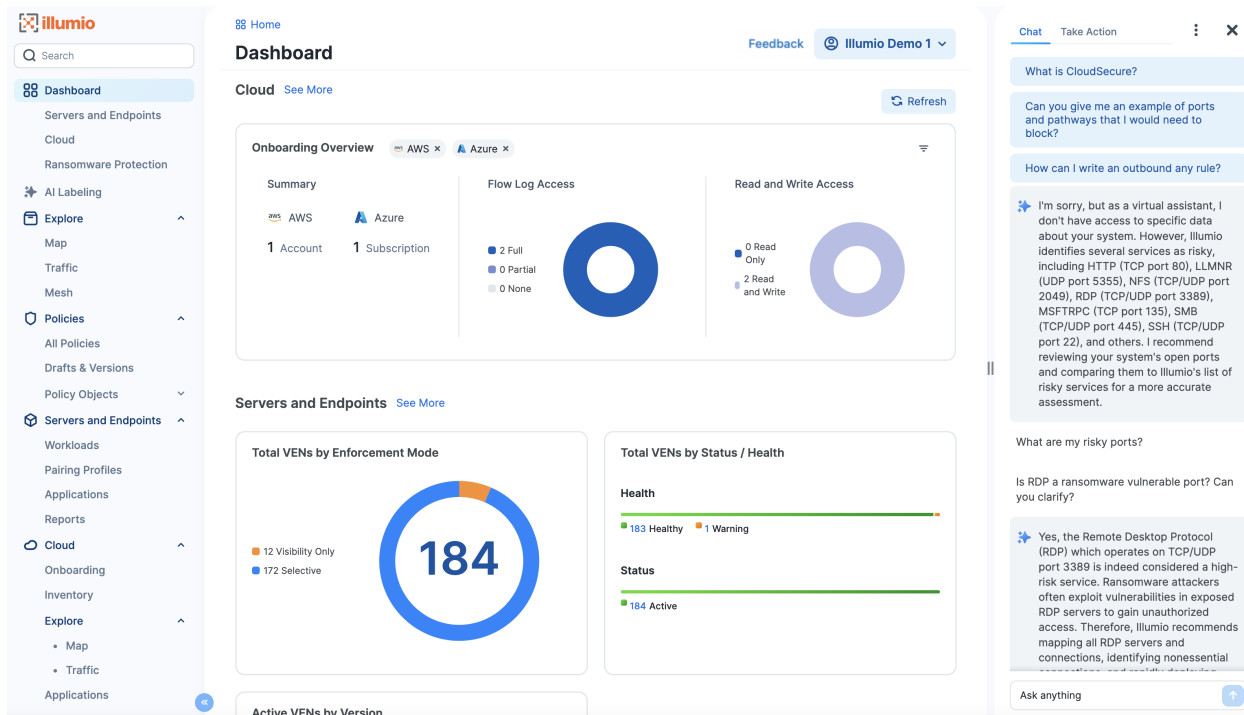 illumio
Search
Dashboard
Servers and Endpoints
Cloud
Ransomware Protection
AI Labeling
Explore
Map
Traffic
Mesh
Policies
All Policies
Drafts & Versions
Policy Objects
Servers and Endpoints
Workloads
Pairing Profiles
Applications
Reports
Cloud
Onboarding
Inventory
Explore
• Map
• Traffic
Applications
Home
Dashboard
Feedback
Illumio Demo 1
Cloud See More
Refresh
Onboarding Overview
aws AWS ×
Azure ×
Summary
aws AWS
Azure
1 Account
1 Subscription
Flow Log Access
2 Full
0 Partial
0 None
Read and Write Access
0 Read
Only
2 Read
and Write
Servers and Endpoints See More
Total VENs by Enforcement Mode
12 Visibility Only
172 Selective
184
Total VENs by Status / Health
Health
183 Healthy
1 Warning
Status
184 Active
Active VENs by Version
Chat
Take Action
What is CloudSecure?
Can you give me an example of ports
and pathways that I would need to
block?
How can I write an outbound any rule?
I'm sorry, but as a virtual assistant, I
don't have access to specific data
about your system. However, Illumio
identifies several services as risky,
including HTTP (TCP port 80), LLMNR
(UDP port 5355), NFS (TCP/UDP port
2049), RDP (TCP/UDP port 3389),
MSFTRPC (TCP port 135), SMB
(TCP/UDP port 445), SSH (TCP/UDP
port 22), and others. I recommend
reviewing your system's open ports
and comparing them to Illumio's list of
risky services for a more accurate
assessment.
What are my risky ports?
Is RDP a ransomware vulnerable port? Can
you clarify?
Yes, the Remote Desktop Protocol
(RDP) which operates on TCP/UDP
port 3389 is indeed considered a high-
risk service. Ransomware attackers
often exploit vulnerabilities in exposed
RDP servers to gain unauthorized
access. Therefore, Illumio recommends
mapping all RDP servers and
connections, identifying nonessential
connections, and rapidly deploying
Ask anything